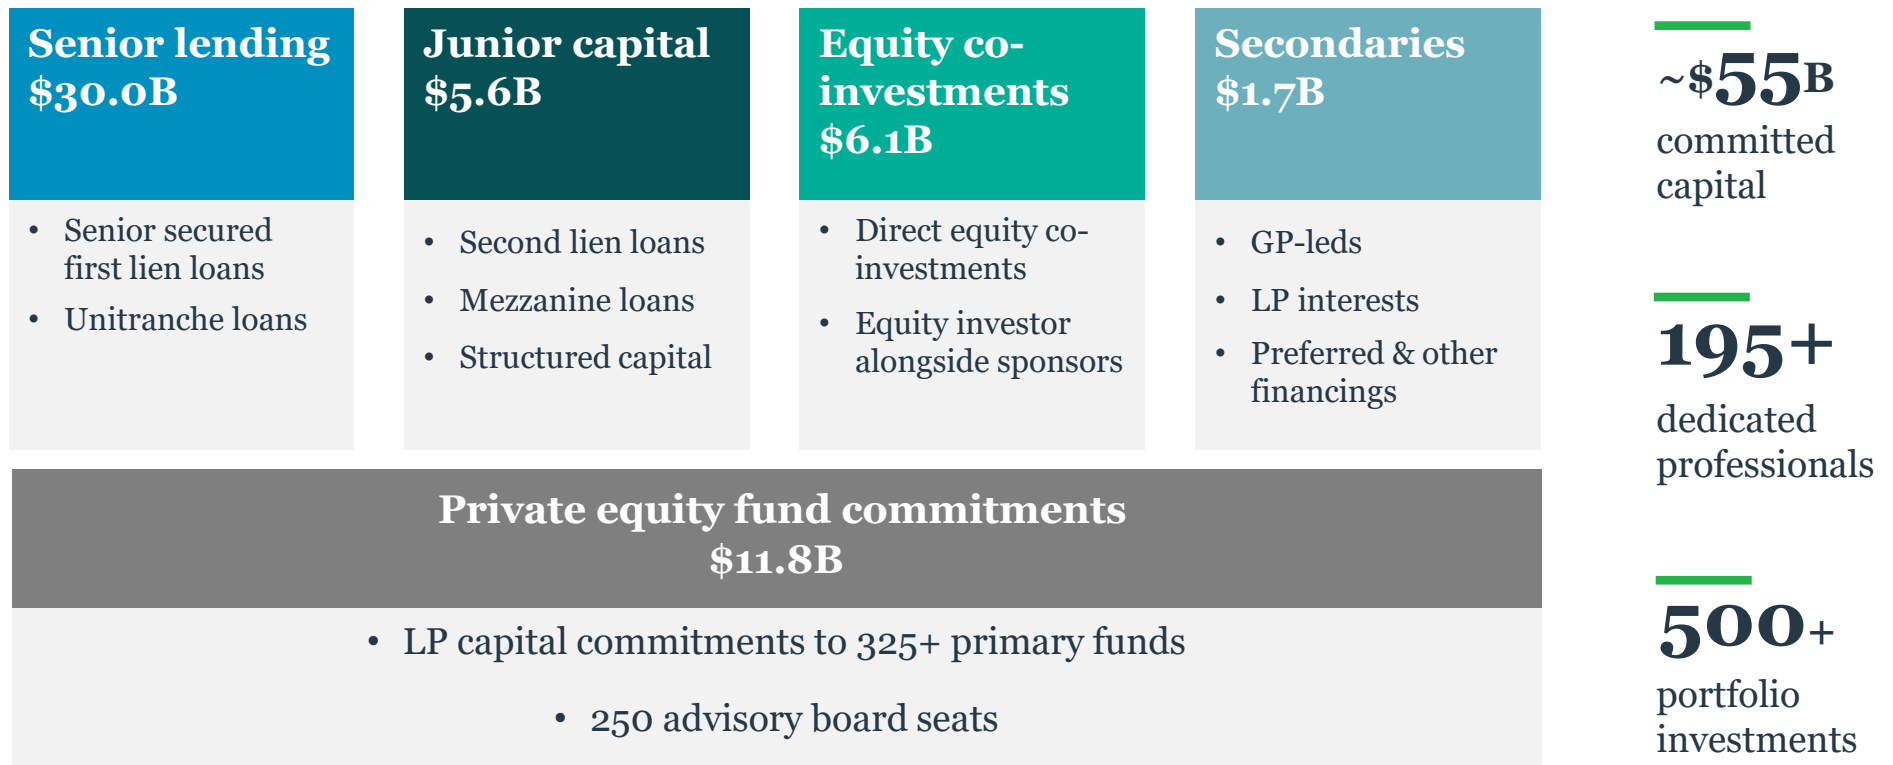 Senior lending
$30.0B
• Senior secured
first lien loans
• Unitranche loans
Junior capital
$5.6B
• Second lien loans
• Mezzanine loans
• Structured capital
Equity co-
investments
$6.1B
• Direct equity co-
investments
• Equity investor
alongside sponsors
Secondaries
$1.7B
• GP-leds
• LP interests
• Preferred & other
financings
Private equity fund commitments
$11.8B
• LP capital commitments to 325+ primary funds
• 250 advisory board seats
~$55B
committed
capital
195+
dedicated
professionals
500+
portfolio
investments